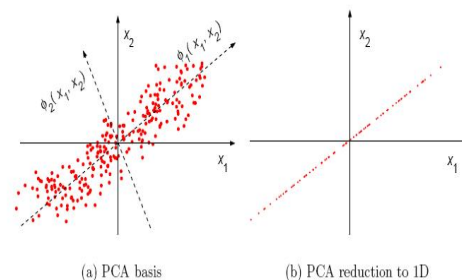 x2
ϕ1(x1, x2)
ϕ2(x1, x2)
x1
(a) PCA basis
x2
x1
(b) PCA reduction to 1D